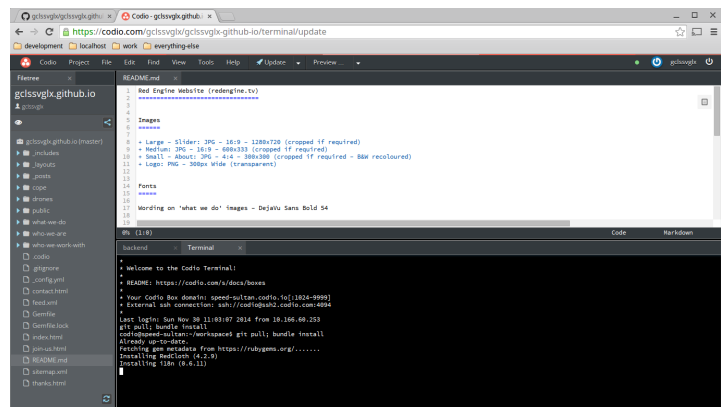 gclssvglx/gclssvglx.githu
Codio - gclssvglx.github.i
https://codio.com/gclssvglx/gclssvglx-github-io/terminal/update
development localhost work everything-else
Codio Project File Edit Find View Tools Help Update Preview ... gclssvglx
Filetree README.md
gclssvglx.github.io
gclssvglx
gclssvglx.github.io (master)
_includes
_layouts
_posts
cope
drones
public
what-we-do
who-we-are
who-we-work-with
.codio
.gitignore
_config.yml
contact.html
feed.xml
Gemfile
Gemfile.lock
index.html
join-us.html
README.md
sitemap.xml
thanks.html
1 Red Engine Website (redengine.tv)
2 ==================================
3
4
5 Images
6 ======
7
8 + Large - Slider: JPG - 16:9 - 1280x720 (cropped if required)
9 + Medium: JPG - 16:9 - 600x333 (cropped if required)
10 + Small - About: JPG - 4:4 - 300x300 (cropped if required - B&W recoloured)
11 + Logo: PNG - 300px Wide (transparent)
12
13
14 Fonts
15 =====
16
17 Wording on 'what we do' images - DejaVu Sans Bold 54
18
19
0% (1:0) Code Markdown
backend Terminal
*
* Welcome to the Codio Terminal!
*
* README: https://codio.com/s/docs/boxes
*
* Your Codio Box domain: speed-sultan.codio.io[:1024-9999]
* External ssh connection: ssh://codio@ssh2.codio.com:4094
*
Last login: Sun Nov 30 11:03:07 2014 from 10.166.60.253
git pull; bundle install
codio@speed-sultan:~/workspace$ git pull; bundle install
Already up-to-date.
Fetching gem metadata from https://rubygems.org/.......
Installing RedCloth (4.2.9)
Installing i18n (0.6.11)